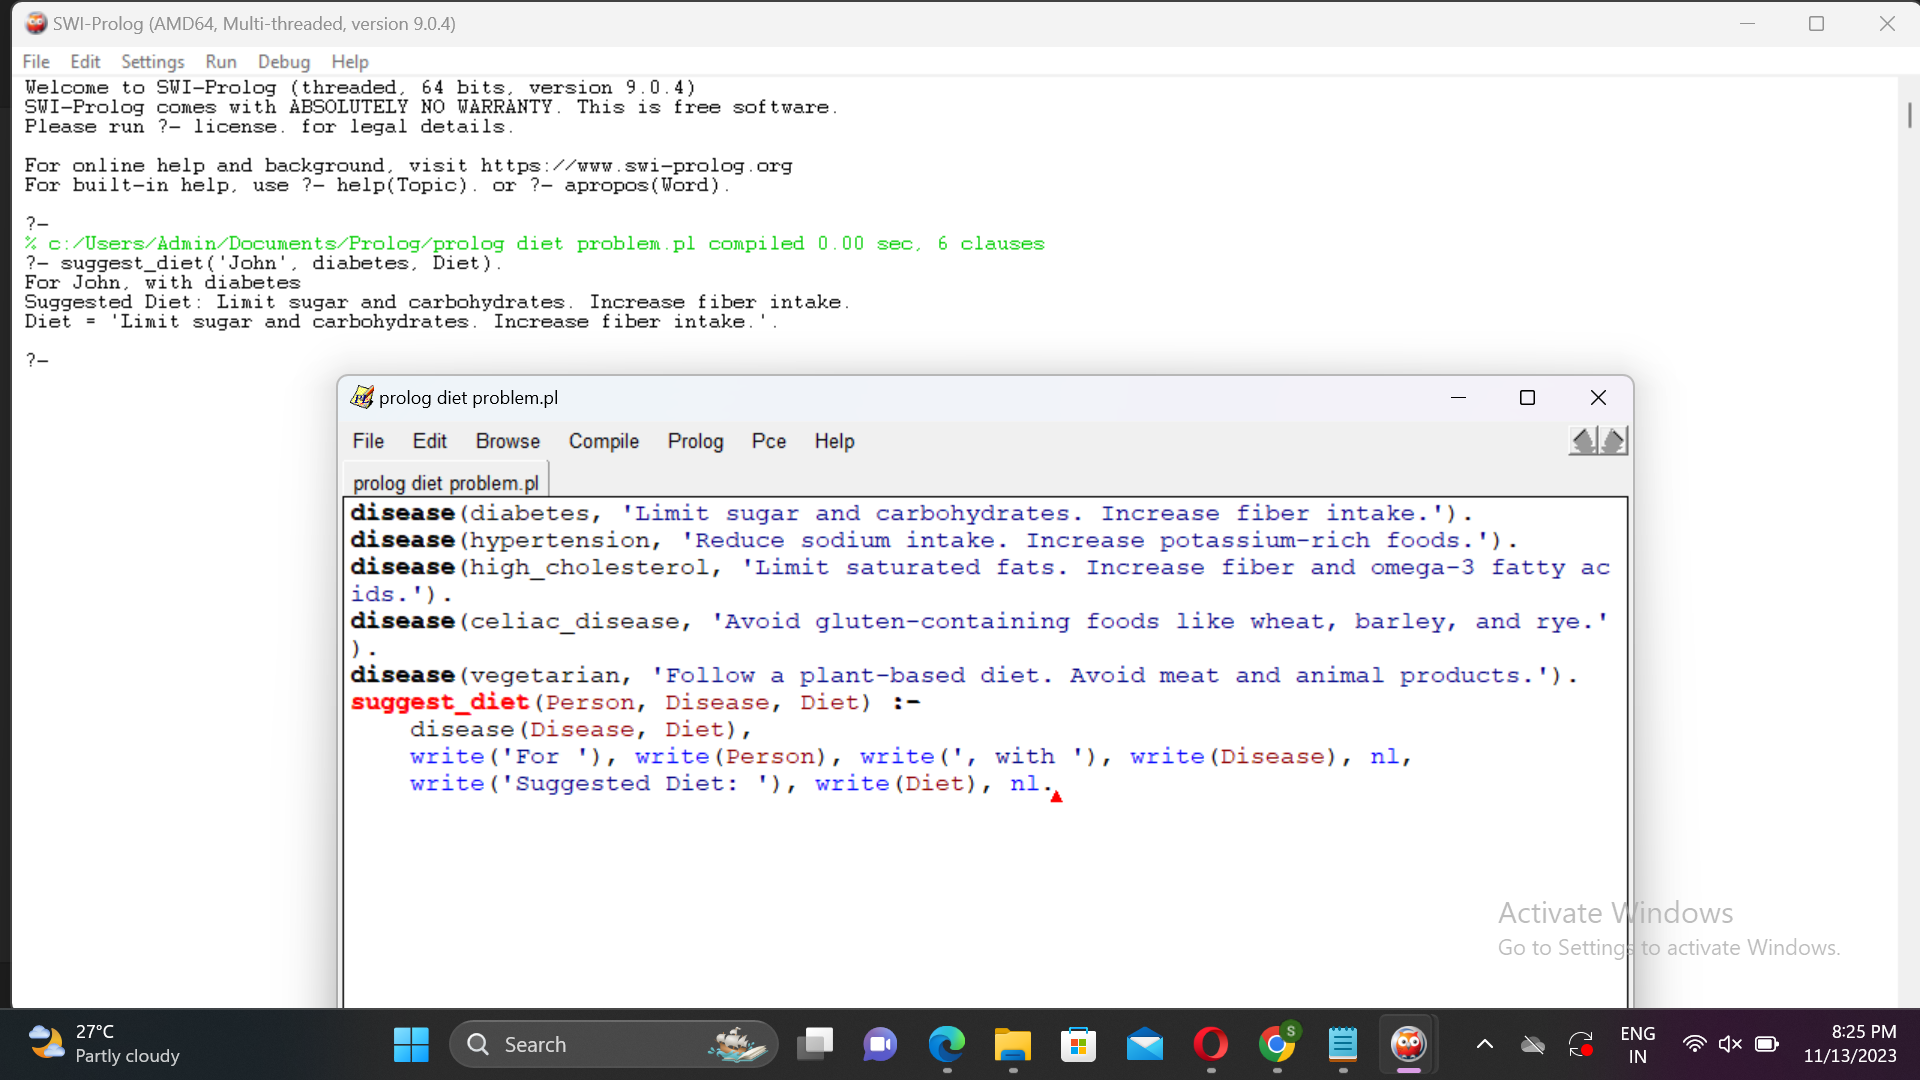 SWI-Prolog (AMD64, Multi-threaded, version 9.0.4)
File Edit Settings Run Debug Help
Welcome to SWI-Prolog (threaded, 64 bits, version 9.0.4)
SWI-Prolog comes with ABSOLUTELY NO WARRANTY. This is free software.
Please run ?- license. for legal details.
For online help and background, visit https://www.swi-prolog.org
For built-in help, use ?- help(Topic). or ?- apropos(Word).
?-
% c:/Users/Admin/Documents/Prolog/prolog diet problem.pl compiled 0.00 sec, 6 clauses
?- suggest_diet('John', diabetes, Diet).
For John, with diabetes
Suggested Diet: Limit sugar and carbohydrates. Increase fiber intake.
Diet = 'Limit sugar and carbohydrates. Increase fiber intake.'.
?-
prolog diet problem.pl
File Edit Browse Compile Prolog Pce Help
prolog diet problem.pl
disease(diabetes, 'Limit sugar and carbohydrates. Increase fiber intake.').
disease(hypertension, 'Reduce sodium intake. Increase potassium-rich foods.').
disease(high_cholesterol, 'Limit saturated fats. Increase fiber and omega-3 fatty ac
ids.').
disease(celiac_disease, 'Avoid gluten-containing foods like wheat, barley, and rye.'
).
disease(vegetarian, 'Follow a plant-based diet. Avoid meat and animal products.').
suggest_diet(Person, Disease, Diet) :-
    disease(Disease, Diet),
    write('For '), write(Person), write(', with '), write(Disease), nl,
    write('Suggested Diet: '), write(Diet), nl.
Activate Windows
Go to Settings to activate Windows.
27°C
Partly cloudy
Search
S
ENG
IN
8:25 PM
11/13/2023